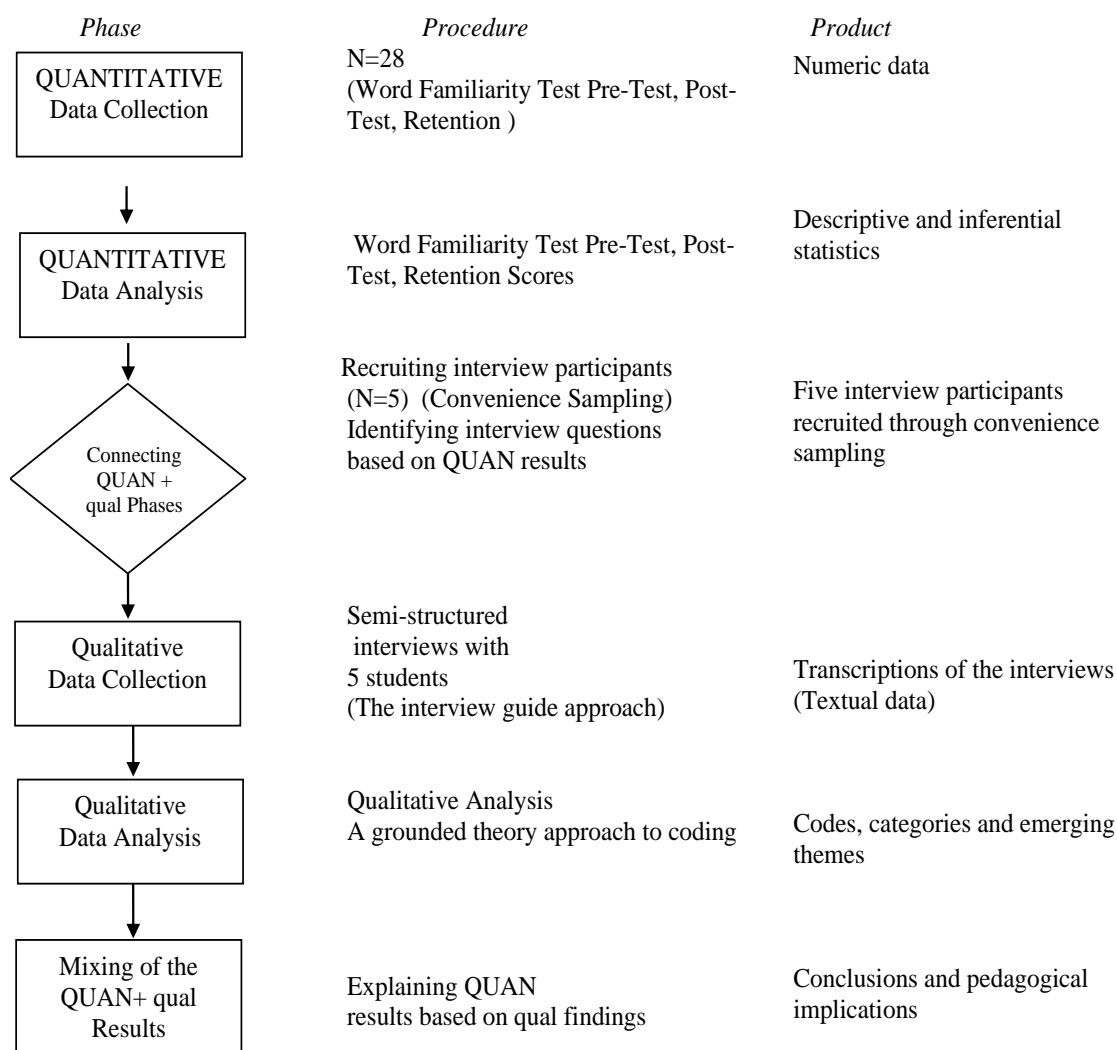 Phase Procedure Product
QUANTITATIVE
Data Collection
N=28
(Word Familiarity Test Pre-Test, Post-
Test, Retention )
Numeric data
QUANTITATIVE
Data Analysis
Word Familiarity Test Pre-Test, Post-
Test, Retention Scores
Descriptive and inferential
statistics
Connecting
QUAN +
qual Phases
Recruiting interview participants
(N=5) (Convenience Sampling)
Identifying interview questions
based on QUAN results
Five interview participants
recruited through convenience
sampling
Qualitative
Data Collection
Semi-structured
interviews with
5 students
(The interview guide approach)
Transcriptions of the interviews
(Textual data)
Qualitative
Data Analysis
Qualitative Analysis
A grounded theory approach to coding
Codes, categories and emerging
themes
Mixing of the
QUAN+ qual
Results
Explaining QUAN
results based on qual findings
Conclusions and pedagogical
implications